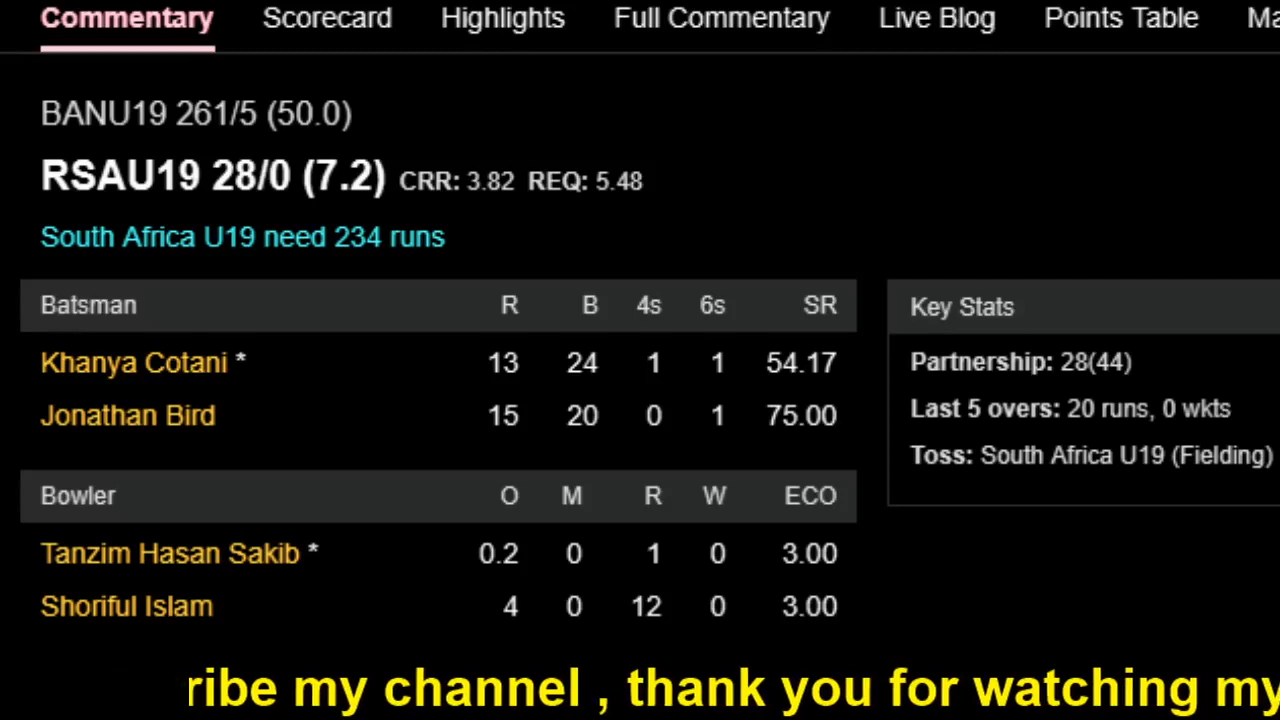 Commentary Scorecard Highlights Full Commentary Live Blog Points Table
BANU19 261/5 (50.0)
RSAU19 28/0 (7.2) CRR: 3.82 REQ: 5.48
South Africa U19 need 234 runs
Batsman R B 4s 6s SR
Khanya Cotani * 13 24 1 1 54.17
Jonathan Bird 15 20 0 1 75.00
Bowler O M R W ECO
Tanzim Hasan Sakib * 0.2 0 1 0 3.00
Shoriful Islam 4 0 12 0 3.00
Key Stats
Partnership: 28(44)
Last 5 overs: 20 runs, 0 wkts
Toss: South Africa U19 (Fielding)
ribe my channel , thank you for watching my